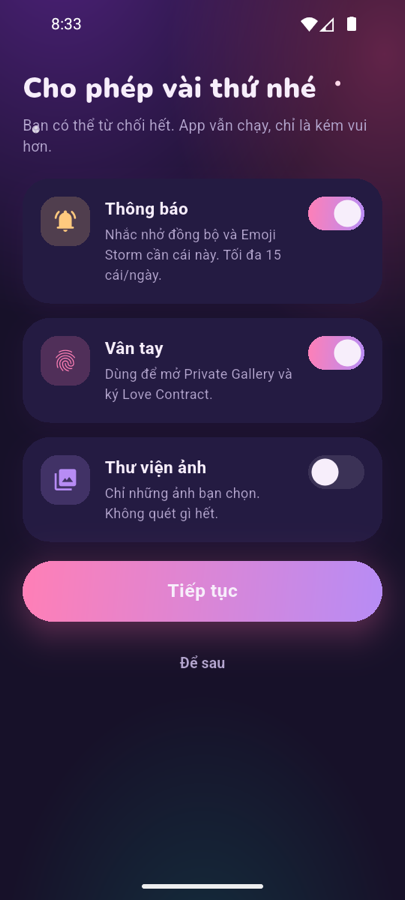 8:33
Cho phép vài thứ nhé
Bạn có thể từ chối hết. App vẫn chạy, chỉ là kém vui
hơn.
Thông báo
Nhắc nhở đồng bộ và Emoji
Storm cần cái này. Tối đa 15
cái/ngày.
Vân tay
Dùng để mở Private Gallery và
ký Love Contract.
Thư viện ảnh
Chỉ những ảnh bạn chọn.
Không quét gì hết.
Tiếp tục
Để sau